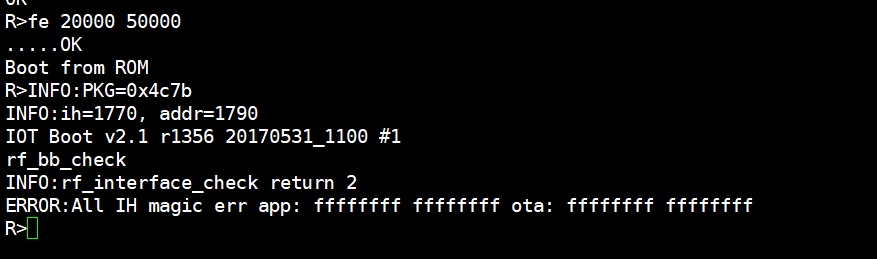 OK
R>fe 20000 50000
.....OK
Boot from ROM
R>INFO:PKG=0x4c7b
INFO:ih=1770, addr=1790
IOT Boot v2.1 r1356 20170531_1100 #1
rf_bb_check
INFO:rf_interface_check return 2
ERROR:All IH magic err app: ffffffff ffffffff ota: ffffffff ffffffff
R>